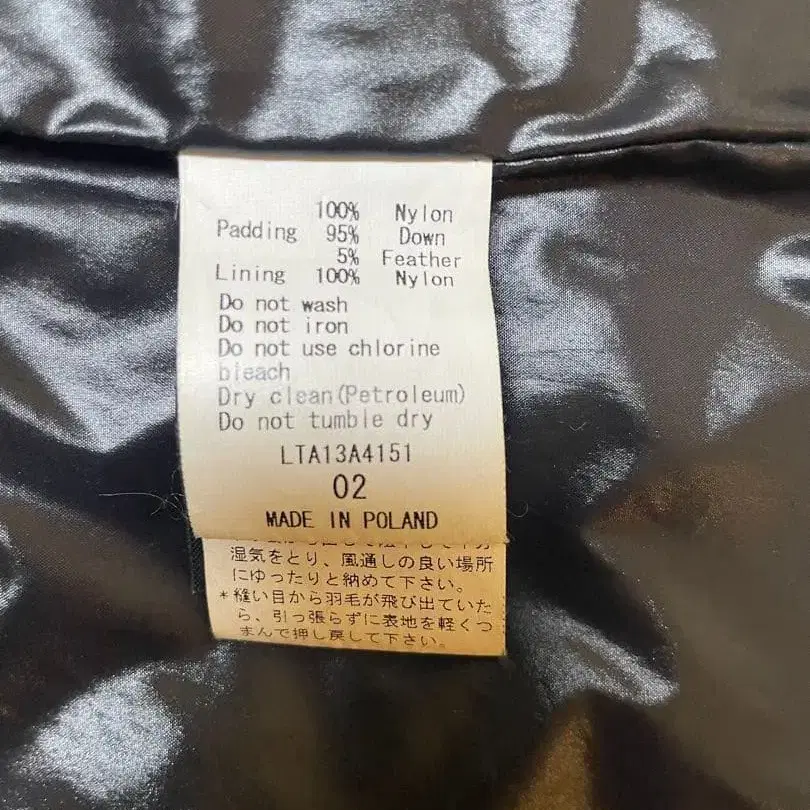 100% Nylon
Padding 95% Down
5% Feather
Lining 100% Nylon
Do not wash
Do not iron
Do not use chlorine
bleach
Dry clean(Petroleum)
Do not tumble dry
LTA13A4151
02
MADE IN POLAND
湿気をとり、風通しの良い場所
にゆったりと納めて下さい。
*縫い目から羽毛が飛び出ていた
ら、引っ張らずに表地を軽くつ
まんで押し戻して下さい。